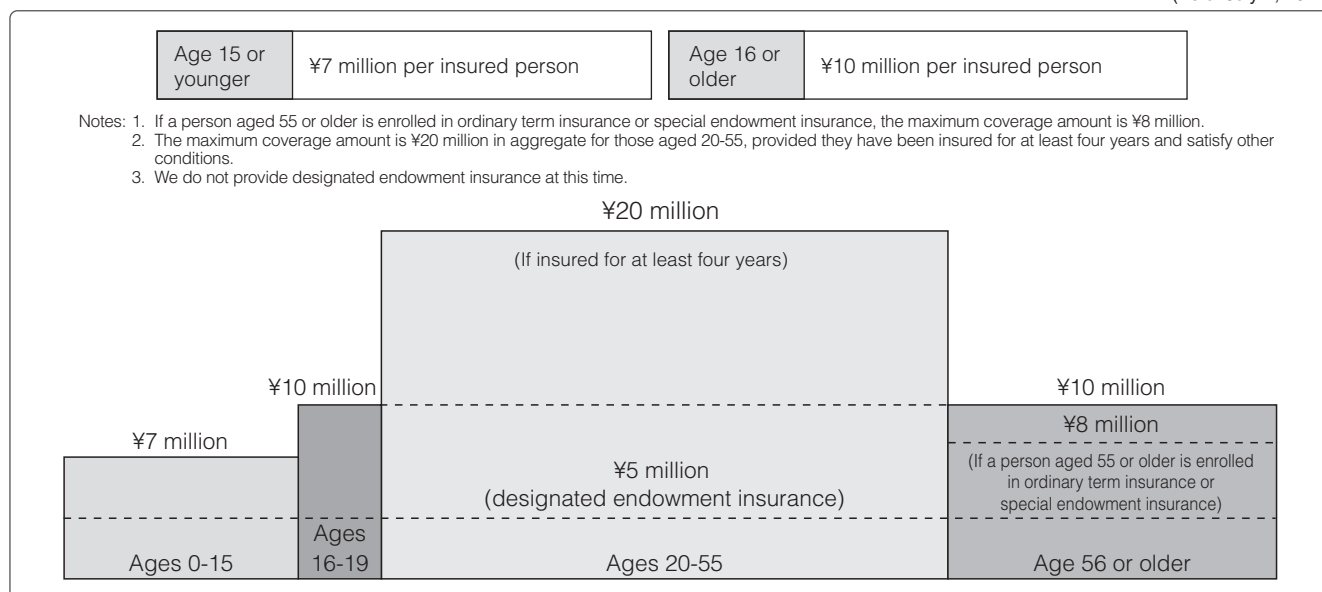 Age 15 or
younger
¥7 million per insured person
Age 16 or
older
¥10 million per insured person
Notes: 1. If a person aged 55 or older is enrolled in ordinary term insurance or special endowment insurance, the maximum coverage amount is ¥8 million.
2. The maximum coverage amount is ¥20 million in aggregate for those aged 20-55, provided they have been insured for at least four years and satisfy other
conditions.
3. We do not provide designated endowment insurance at this time.
¥20 million
(If insured for at least four years)
¥10 million
¥10 million
¥7 million
¥8 million
(If a person aged 55 or older is enrolled
in ordinary term insurance or
special endowment insurance)
¥5 million
(designated endowment insurance)
Ages 0-15
Ages
16-19
Ages 20-55
Age 56 or older